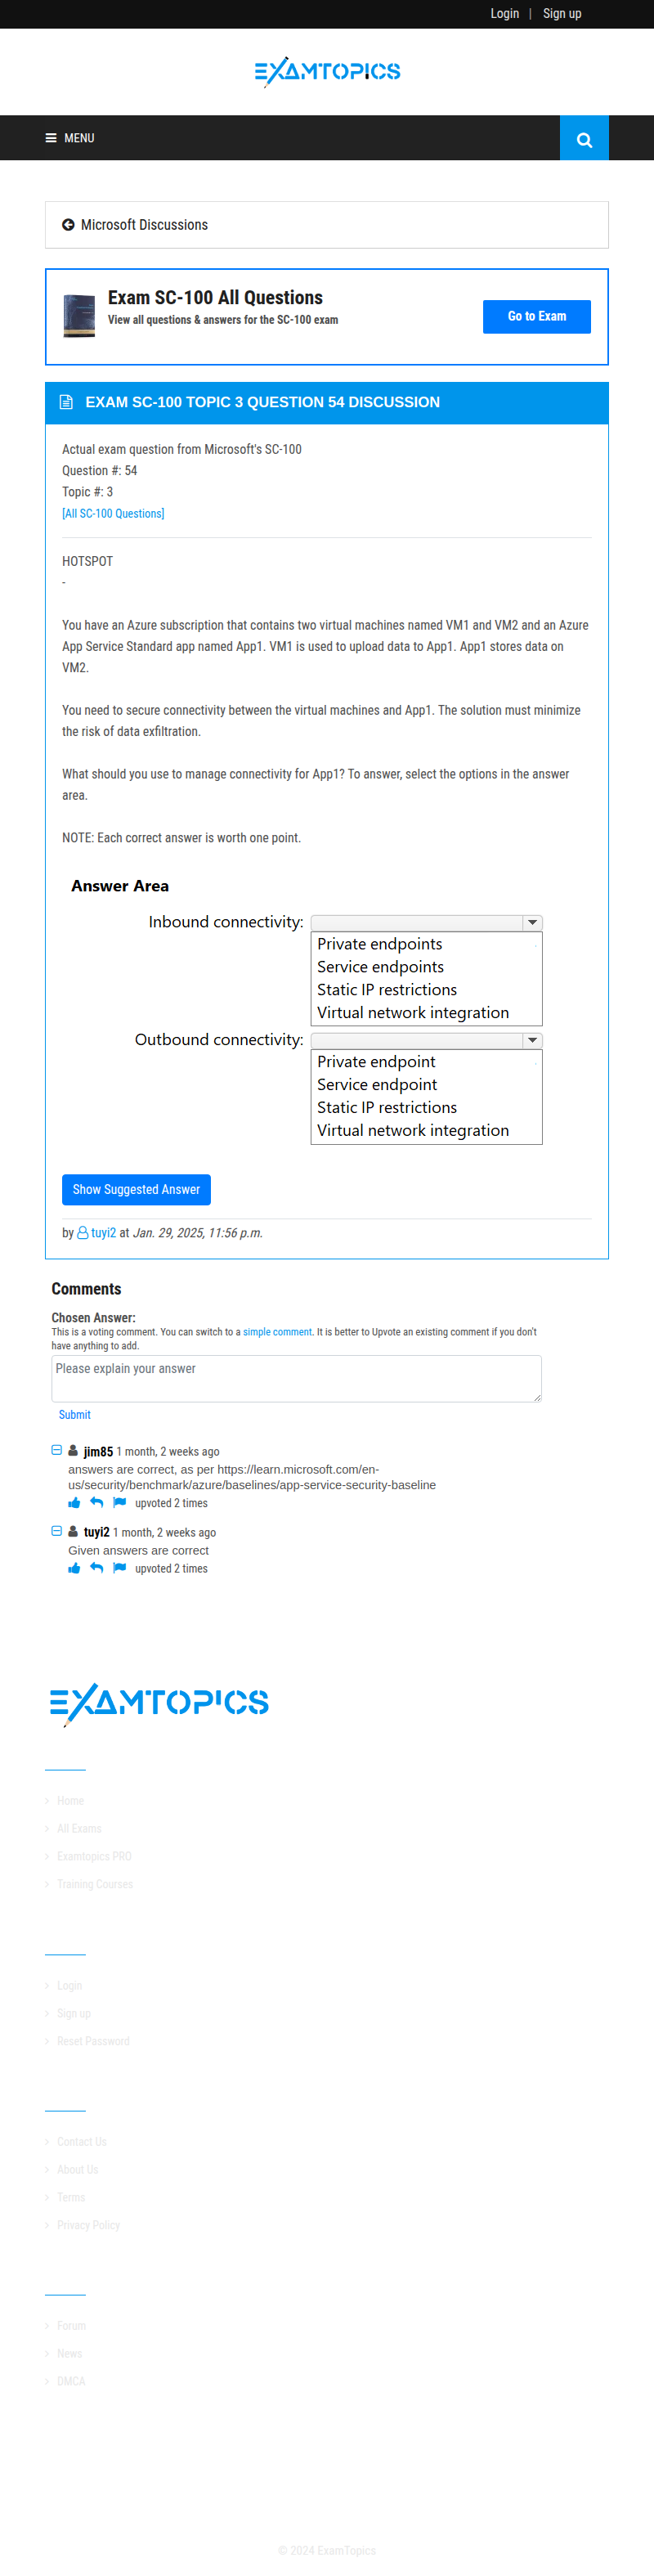 Login | Sign up
EXAMTOPICS
MENU
Microsoft Discussions
Exam SC-100 All Questions
View all questions & answers for the SC-100 exam
Go to Exam
EXAM SC-100 TOPIC 3 QUESTION 54 DISCUSSION
Actual exam question from Microsoft's SC-100
Question #: 54
Topic #: 3
[All SC-100 Questions]
HOTSPOT
-
You have an Azure subscription that contains two virtual machines named VM1 and VM2 and an Azure
App Service Standard app named App1. VM1 is used to upload data to App1. App1 stores data on
VM2.
You need to secure connectivity between the virtual machines and App1. The solution must minimize
the risk of data exfiltration.
What should you use to manage connectivity for App1? To answer, select the options in the answer
area.
NOTE: Each correct answer is worth one point.
Answer Area
Inbound connectivity:
Private endpoints
Service endpoints
Static IP restrictions
Virtual network integration
Outbound connectivity:
Private endpoint
Service endpoint
Static IP restrictions
Virtual network integration
Show Suggested Answer
by tuyi2 at Jan. 29, 2025, 11:56 p.m.
Comments
Chosen Answer:
This is a voting comment. You can switch to a simple comment. It is better to Upvote an existing comment if you don't
have anything to add.
Please explain your answer
Submit
jim85 1 month, 2 weeks ago
answers are correct, as per https://learn.microsoft.com/en-
us/security/benchmark/azure/baselines/app-service-security-baseline
upvoted 2 times
tuyi2 1 month, 2 weeks ago
Given answers are correct
upvoted 2 times
EXAMTOPICS
Home
All Exams
Examtopics PRO
Training Courses
Login
Sign up
Reset Password
Contact Us
About Us
Terms
Privacy Policy
Forum
News
DMCA
© 2024 ExamTopics